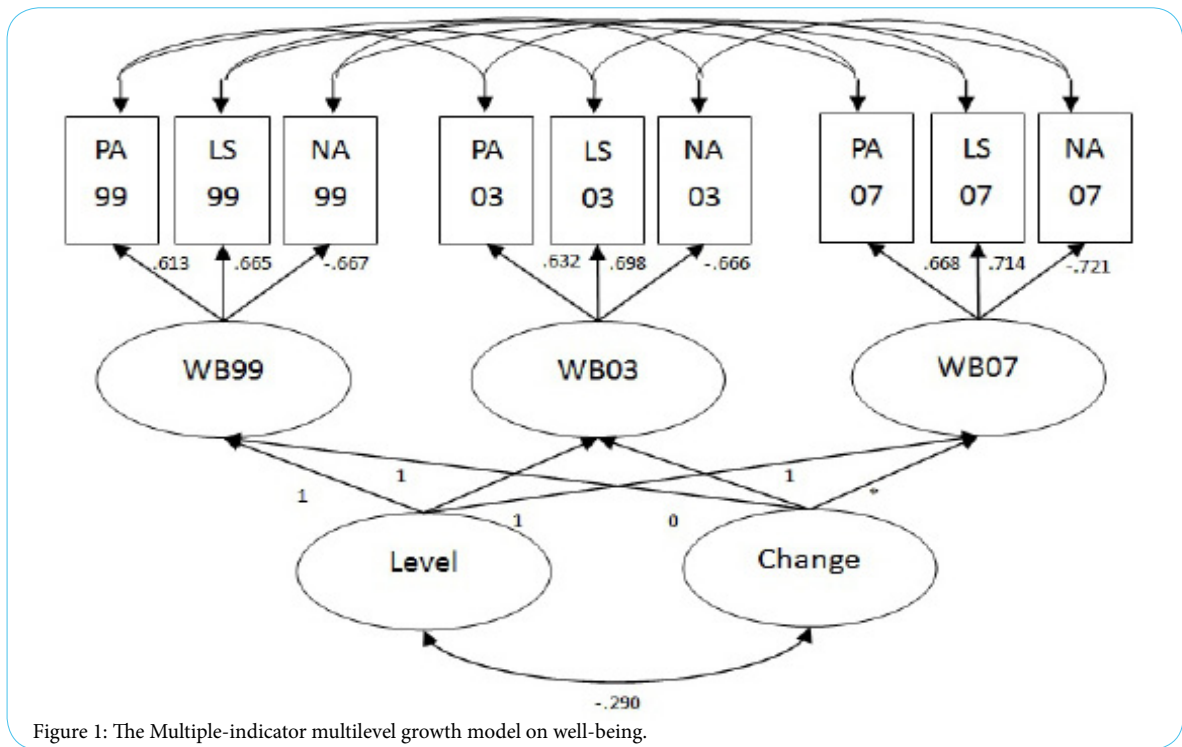 PA LS NA PA LS NA PA LS NA
99 99 99 03 03 03 07 07 07
.613 .665 -.667 .632 .698 -.666 .668 .714 -.721
WB99 WB03 WB07
1 1 1 *
1 0
Level Change
-.290
Figure 1: The Multiple-indicator multilevel growth model on well-being.